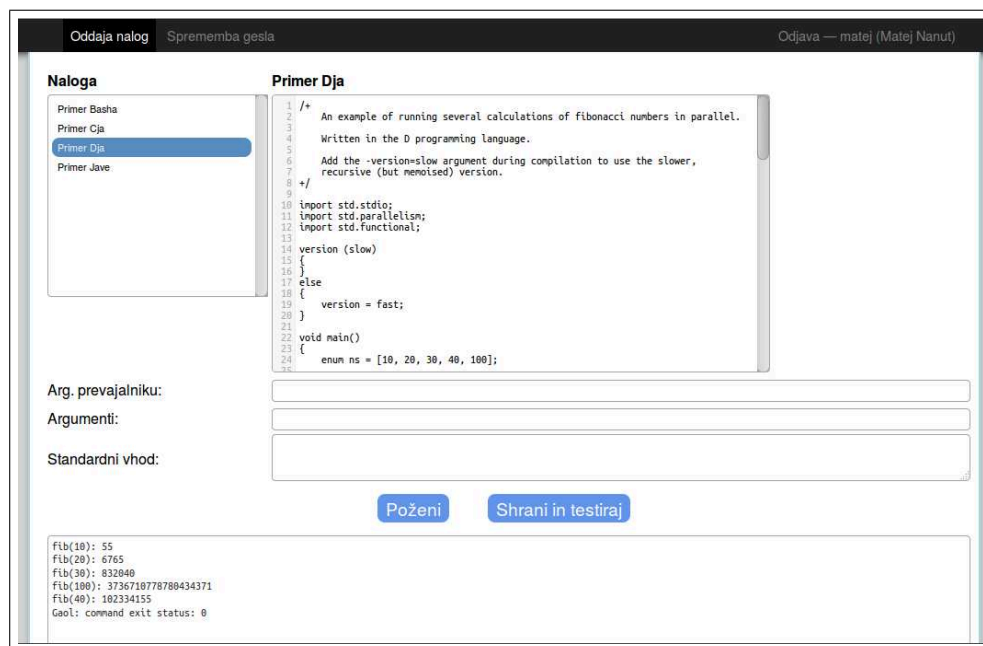 Oddaja nalog Sprememba gesla Odjava — matej (Matej Nanut)
Naloga
Primer Basha
Primer Cja
Primer Dja
Primer Jave
Primer Dja
1 /+
2     An example of running several calculations of fibonacci numbers in parallel.
3
4     Written in the D programming language.
5
6     Add the -version=slow argument during compilation to use the slower,
7     recursive (but memoised) version.
8 +/
9
10 import std.stdio;
11 import std.parallelism;
12 import std.functional;
13
14 version (slow)
15 {
16 }
17 else
18 {
19     version = fast;
20 }
21
22 void main()
23 {
24     enum ns = [10, 20, 30, 40, 100];
25
Arg. prevajalniku:
Argumenti:
Standardni vhod:
Poženi Shrani in testiraj
fib(10): 55
fib(20): 6765
fib(30): 832040
fib(100): 3736710778780434371
fib(40): 102334155
Gaol: command exit status: 0